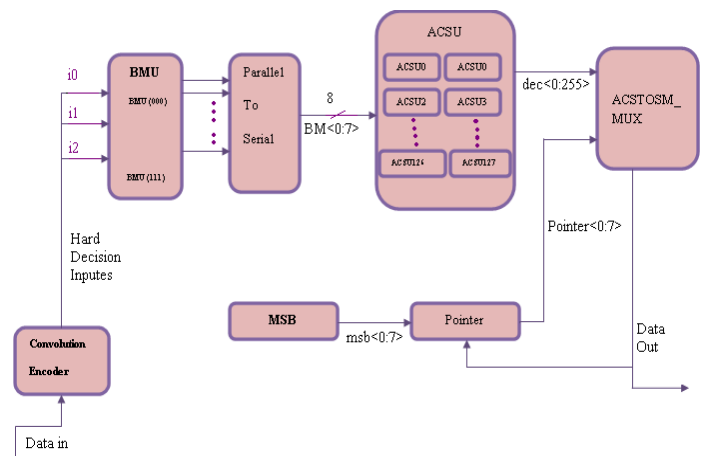 ACSU
i0
BMU
BMU(000)
i1
i2
BMU(111)
Parallel
To
Serial
8
BM<0:7>
ACSU0
ACSU0
ACSU2
ACSU3
ACSU126
ACSU127
dec<0:255>
ACSTOSM_
MUX
Hard
Decision
Inputes
Pointer<0:7>
MSB
msb<0:7>
Pointer
Data
Out
Convolution
Encoder
Data in